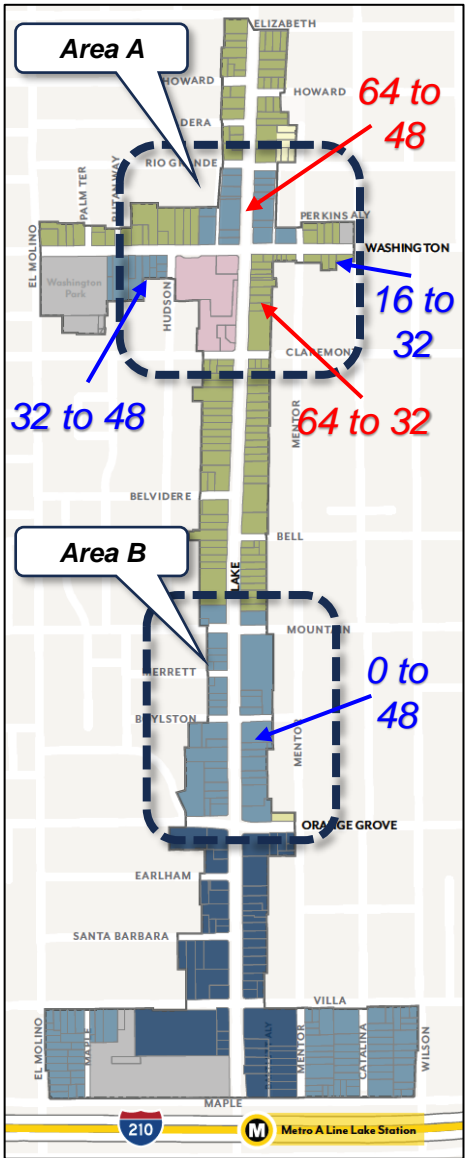 ELIZABETH
Area A
HOWARD
HOWARD
64 to
48
DERA
RIO GRANDE
PALM TER
EL MOLINO
PERKINS ALY
WASHINGTON
Washington
Park
HUDSON
16 to
32
CLAREMONT
32 to 48
64 to 32
MENTOR
BELVIDERE
BELL
Area B
LAKE
MOUNTAIN
MERRETT
0 to
48
BOYLSTON
MENTOR
ORANGE GROVE
EARLHAM
SANTA BARBARA
VILLA
EL MOLINO
MAPLE
ALY
MENTOR
CATALINA
WILSON
MAPLE
210
M
Metro A Line Lake Station